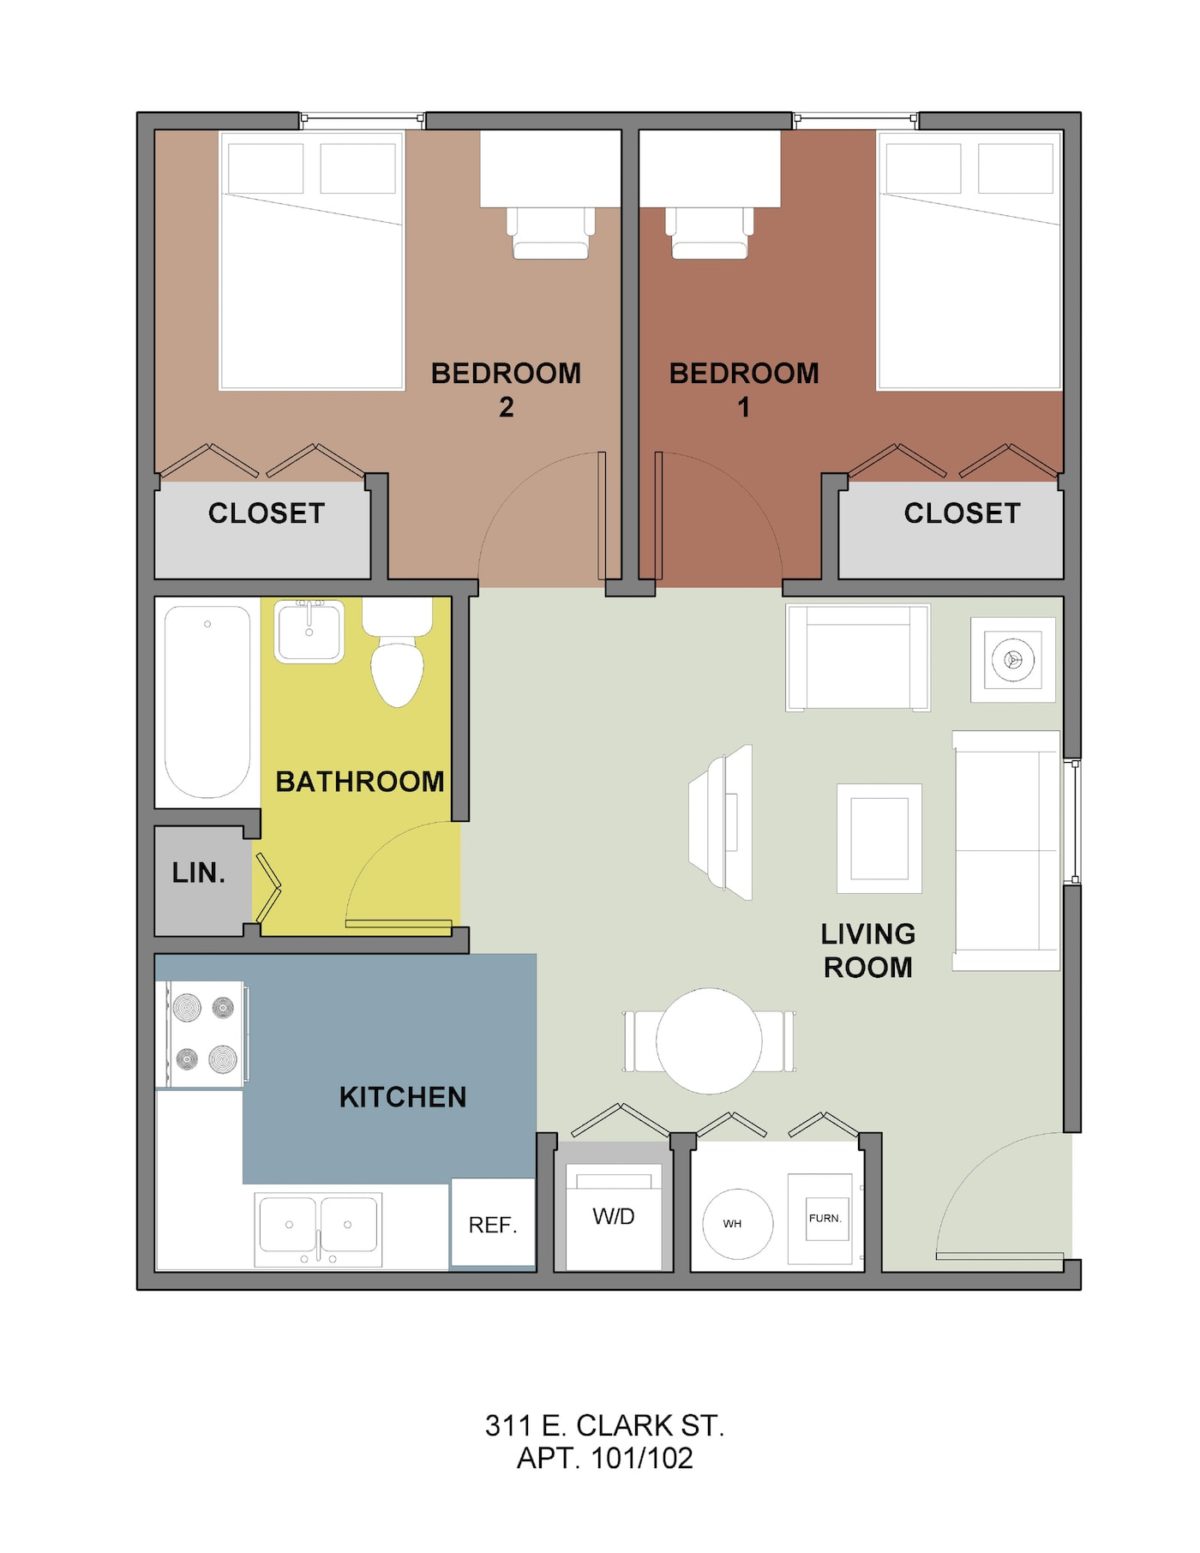 BEDROOM
2
BEDROOM
1
CLOSET
CLOSET
BATHROOM
LIN.
LIVING
ROOM
KITCHEN
W/D
WH
FURN.
REF.
311 E. CLARK ST.
APT. 101/102